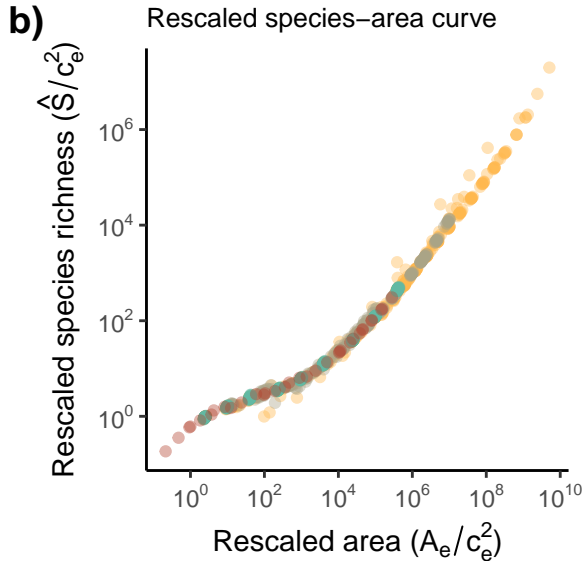 b)
Rescaled species–area curve
Rescaled species richness (Ŝ/c_e^2)
10^6
10^4
10^2
10^0
10^0 10^2 10^4 10^6 10^8 10^10
Rescaled area (A_e/c_e^2)